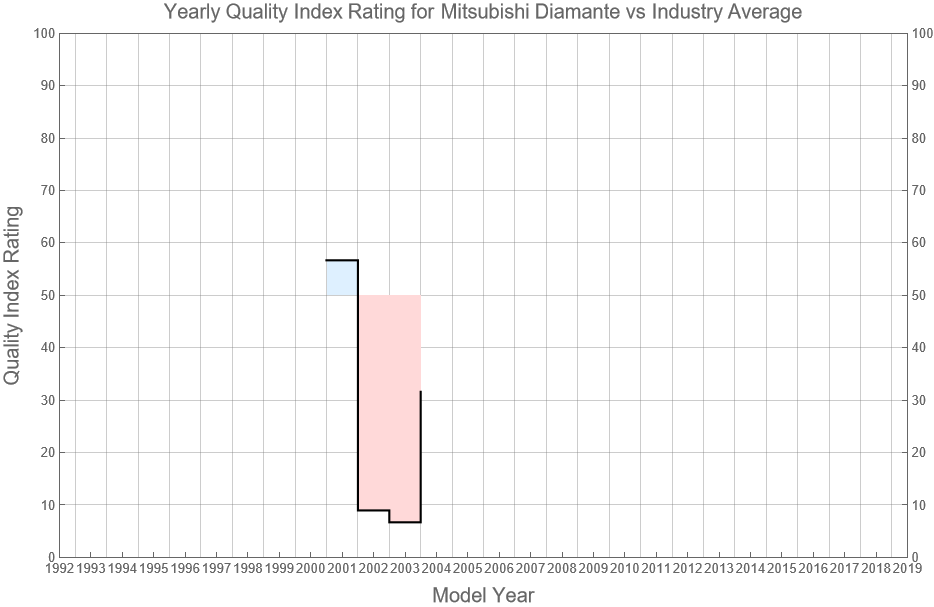 Yearly Quality Index Rating for Mitsubishi Diamante vs Industry Average
100 100
90 90
80 80
70 70
60 60
Quality Index Rating
50 50
40 40
30 30
20 20
10 10
0 0
1992 1993 1994 1995 1996 1997 1998 1999 2000 2001 2002 2003 2004 2005 2006 2007 2008 2009 2010 2011 2012 2013 2014 2015 2016 2017 2018 2019
Model Year